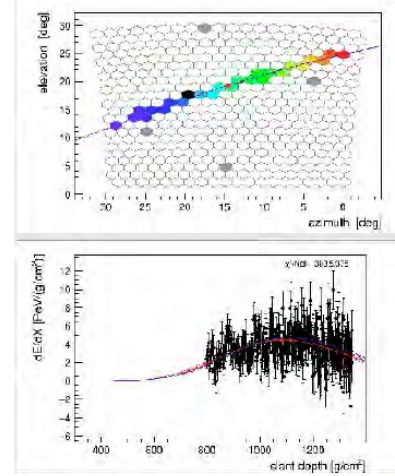 elevation [deg]
30
25
20
15
10
5
0
30 25 20 15 10 5 0
azimuth [deg]
dE/dX [PeV/(g/cm²)]
12
10
8
6
4
2
0
-2
-4
-6
400 600 800 1000 1200
slant depth [g/cm²]